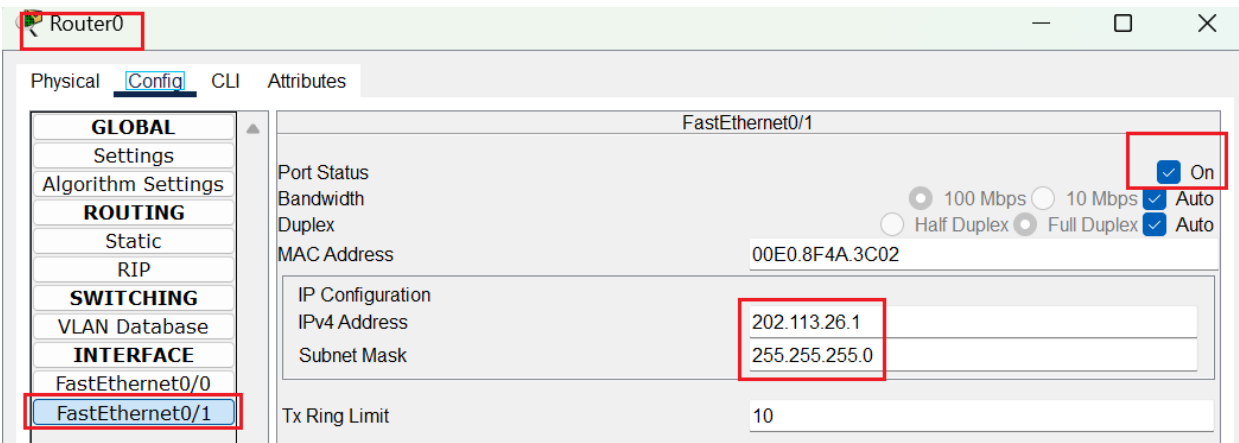 Router0
Physical Config CLI Attributes
GLOBAL
Settings
Algorithm Settings
ROUTING
Static
RIP
SWITCHING
VLAN Database
INTERFACE
FastEthernet0/0
FastEthernet0/1
FastEthernet0/1
Port Status On
Bandwidth 100 Mbps 10 Mbps Auto
Duplex Half Duplex Full Duplex Auto
MAC Address 00E0.8F4A.3C02
IP Configuration
IPv4 Address 202.113.26.1
Subnet Mask 255.255.255.0
Tx Ring Limit 10